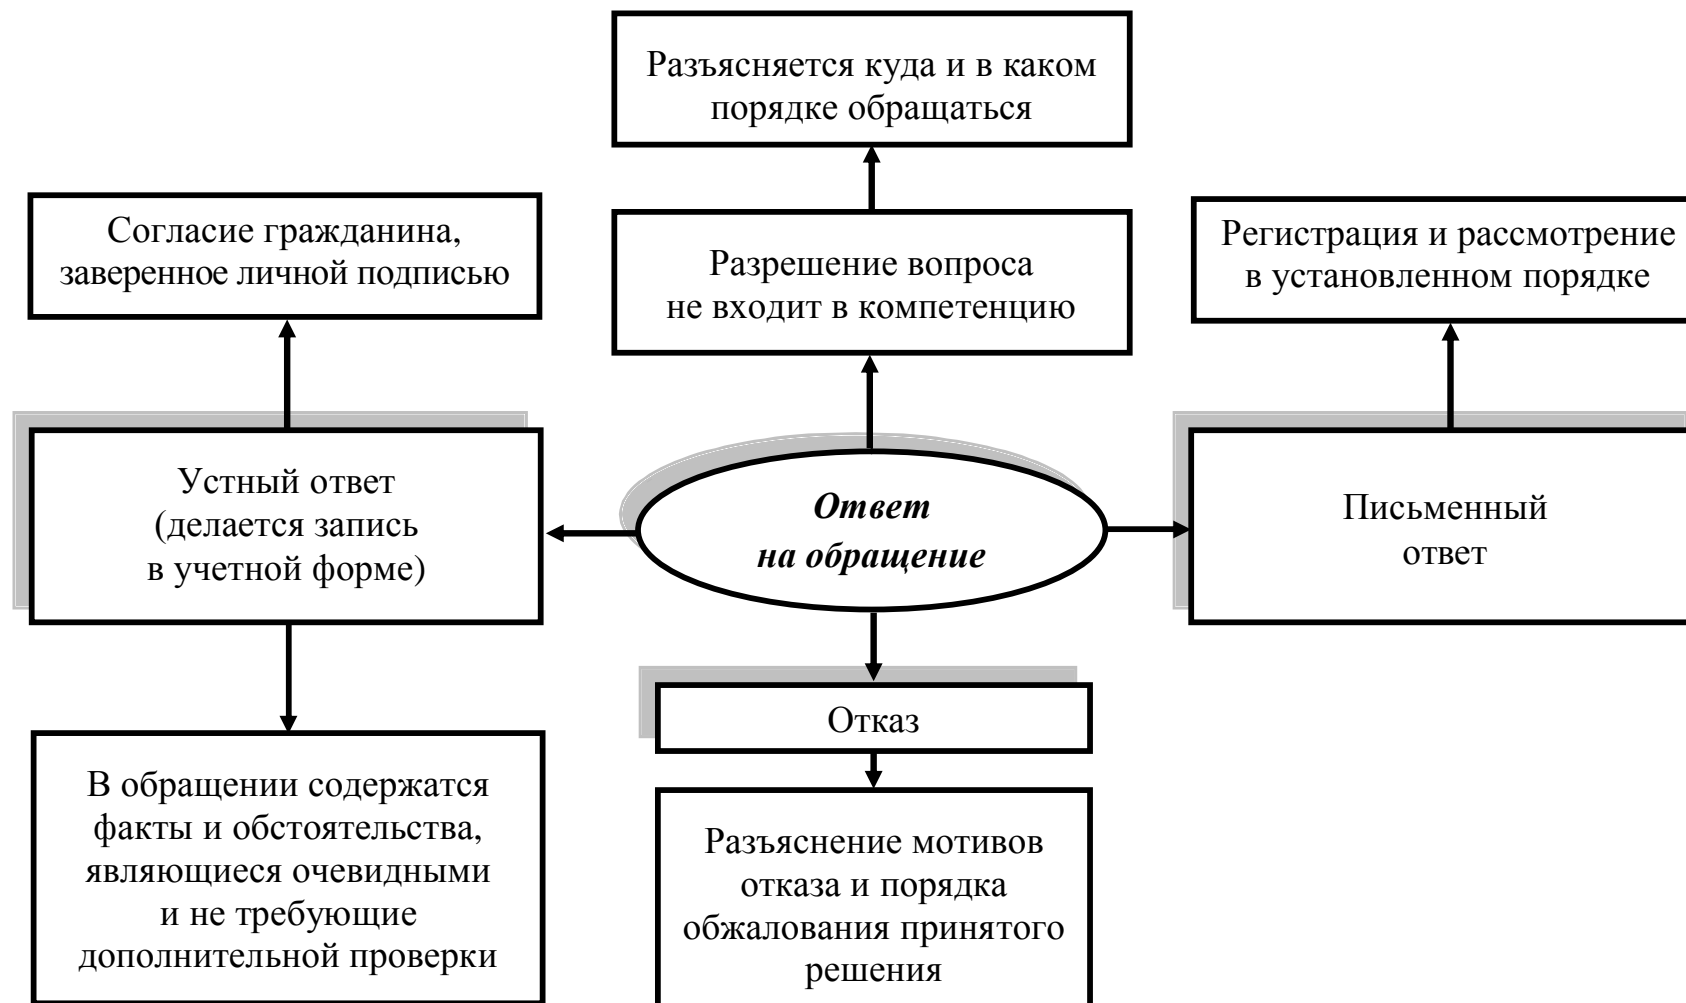 Разъясняется куда и в каком
порядке обращаться
Согласие гражданина,
заверенное личной подписью
Разрешение вопроса
не входит в компетенцию
Регистрация и рассмотрение
в установленном порядке
Устный ответ
(делается запись
в учетной форме)
Ответ
на обращение
Письменный
ответ
Отказ
В обращении содержатся
факты и обстоятельства,
являющиеся очевидными
и не требующие
дополнительной проверки
Разъяснение мотивов
отказа и порядка
обжалования принятого
решения